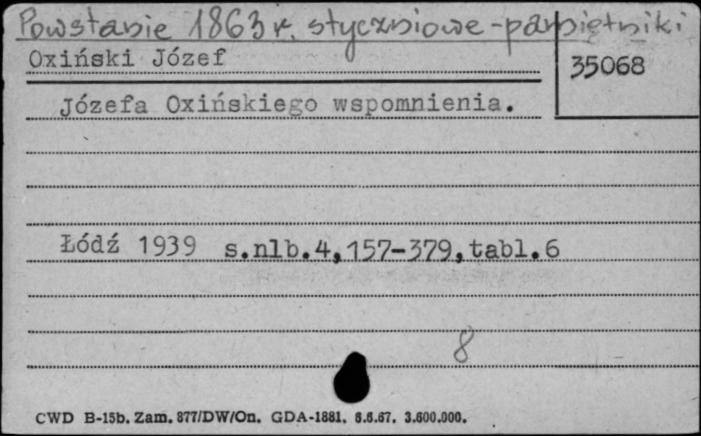 Powstanie 1863 r. styczniowe - pamiętniki
Oxiński Józef
35068
Józefa Oxińskiego wspomnienia.
Łódź 1939 s.nlb.4,157-379,tabl.6
8
CWD B-15b. Zam. 877/DW/On. GDA-1881. 6.6.67. 3.600.000.